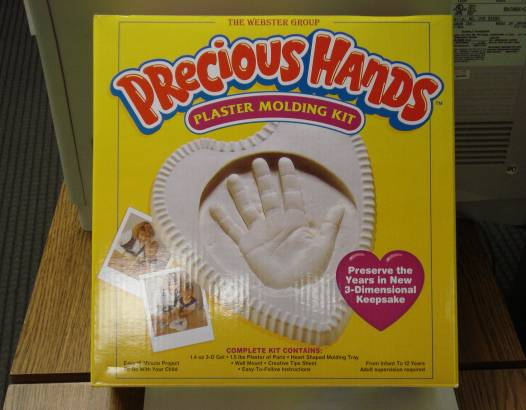 THE WEBSTER GROUP
PRECIOUS HANDS™
PLASTER MOLDING KIT
Preserve the
Years in New
3-Dimensional
Keepsake
COMPLETE KIT CONTAINS:
1.4 oz 3-D Gel • 1.5 lbs Plaster of Paris • Heart Shaped Molding Tray
• Wall Mount • Creative Tips Sheet
• Easy-To-Follow Instructions
Easy Minute Project
To Do With Your Child
From Infant To 12 Years
Adult supervision required